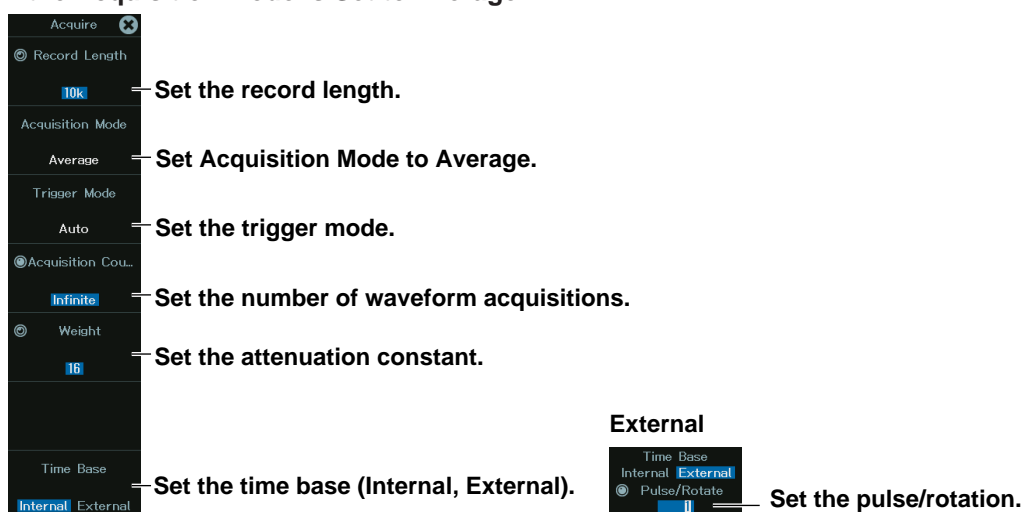 Acquire
Record Length
10k
Set the record length.
Acquisition Mode
Average
Set Acquisition Mode to Average.
Trigger Mode
Auto
Set the trigger mode.
Acquisition Cou...
Infinite
Set the number of waveform acquisitions.
Weight
16
Set the attenuation constant.
Time Base
Internal External
Set the time base (Internal, External).
External
Time Base
Internal External
Pulse/Rotate
1
Set the pulse/rotation.